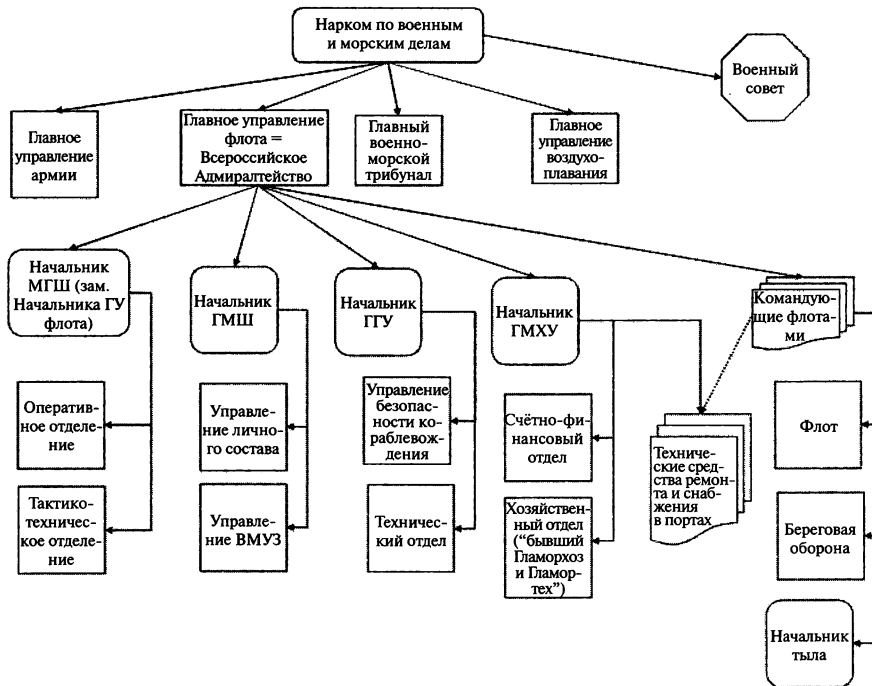 Нарком по военным
и морским делам
Военный
совет
Главное
управление
армии
Главное управление
флота =
Всероссийское
Адмиралтейство
Главный
военно-
морской
трибунал
Главное
управление
воздухо-
плавания
Начальник
МГШ (зам.
Начальника ГУ
флота)
Начальник
ГМШ
Начальник
ГГУ
Начальник
ГМХУ
Командую-
щие флота-
ми
Оператив-
ное отделе-
ние
Управле-
ние лично-
го состава
Управление
безопас-
ности ко-
раблевож-
дения
Счётно-фи-
нансовый
отдел
Техниче-
ские средст-
ва ремон-
та и снаб-
жения
в портах
Флот
Тактико-
техничес-
кое отделе-
ние
Управле-
ние ВМУЗ
Техничес-
кий отдел
Хозяйствен-
ный отдел
(“бывший
Гламорхоз
и Гламор-
тех”)
Береговая
оборона
Начальник
тыла